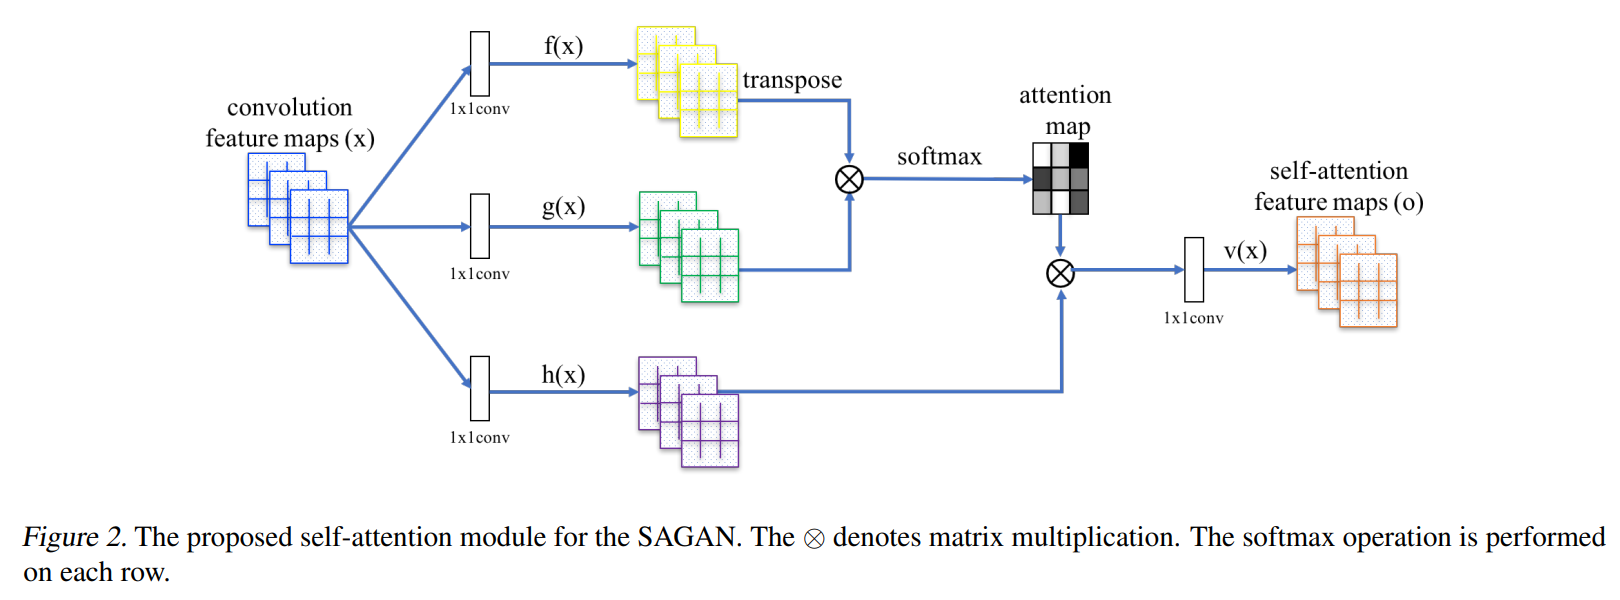 convolution
feature maps (x)
1x1conv
f(x)
transpose
1x1conv
g(x)
1x1conv
h(x)
softmax
attention
map
1x1conv
v(x)
self-attention
feature maps (o)
Figure 2. The proposed self-attention module for the SAGAN. The ⊗ denotes matrix multiplication. The softmax operation is performed
on each row.